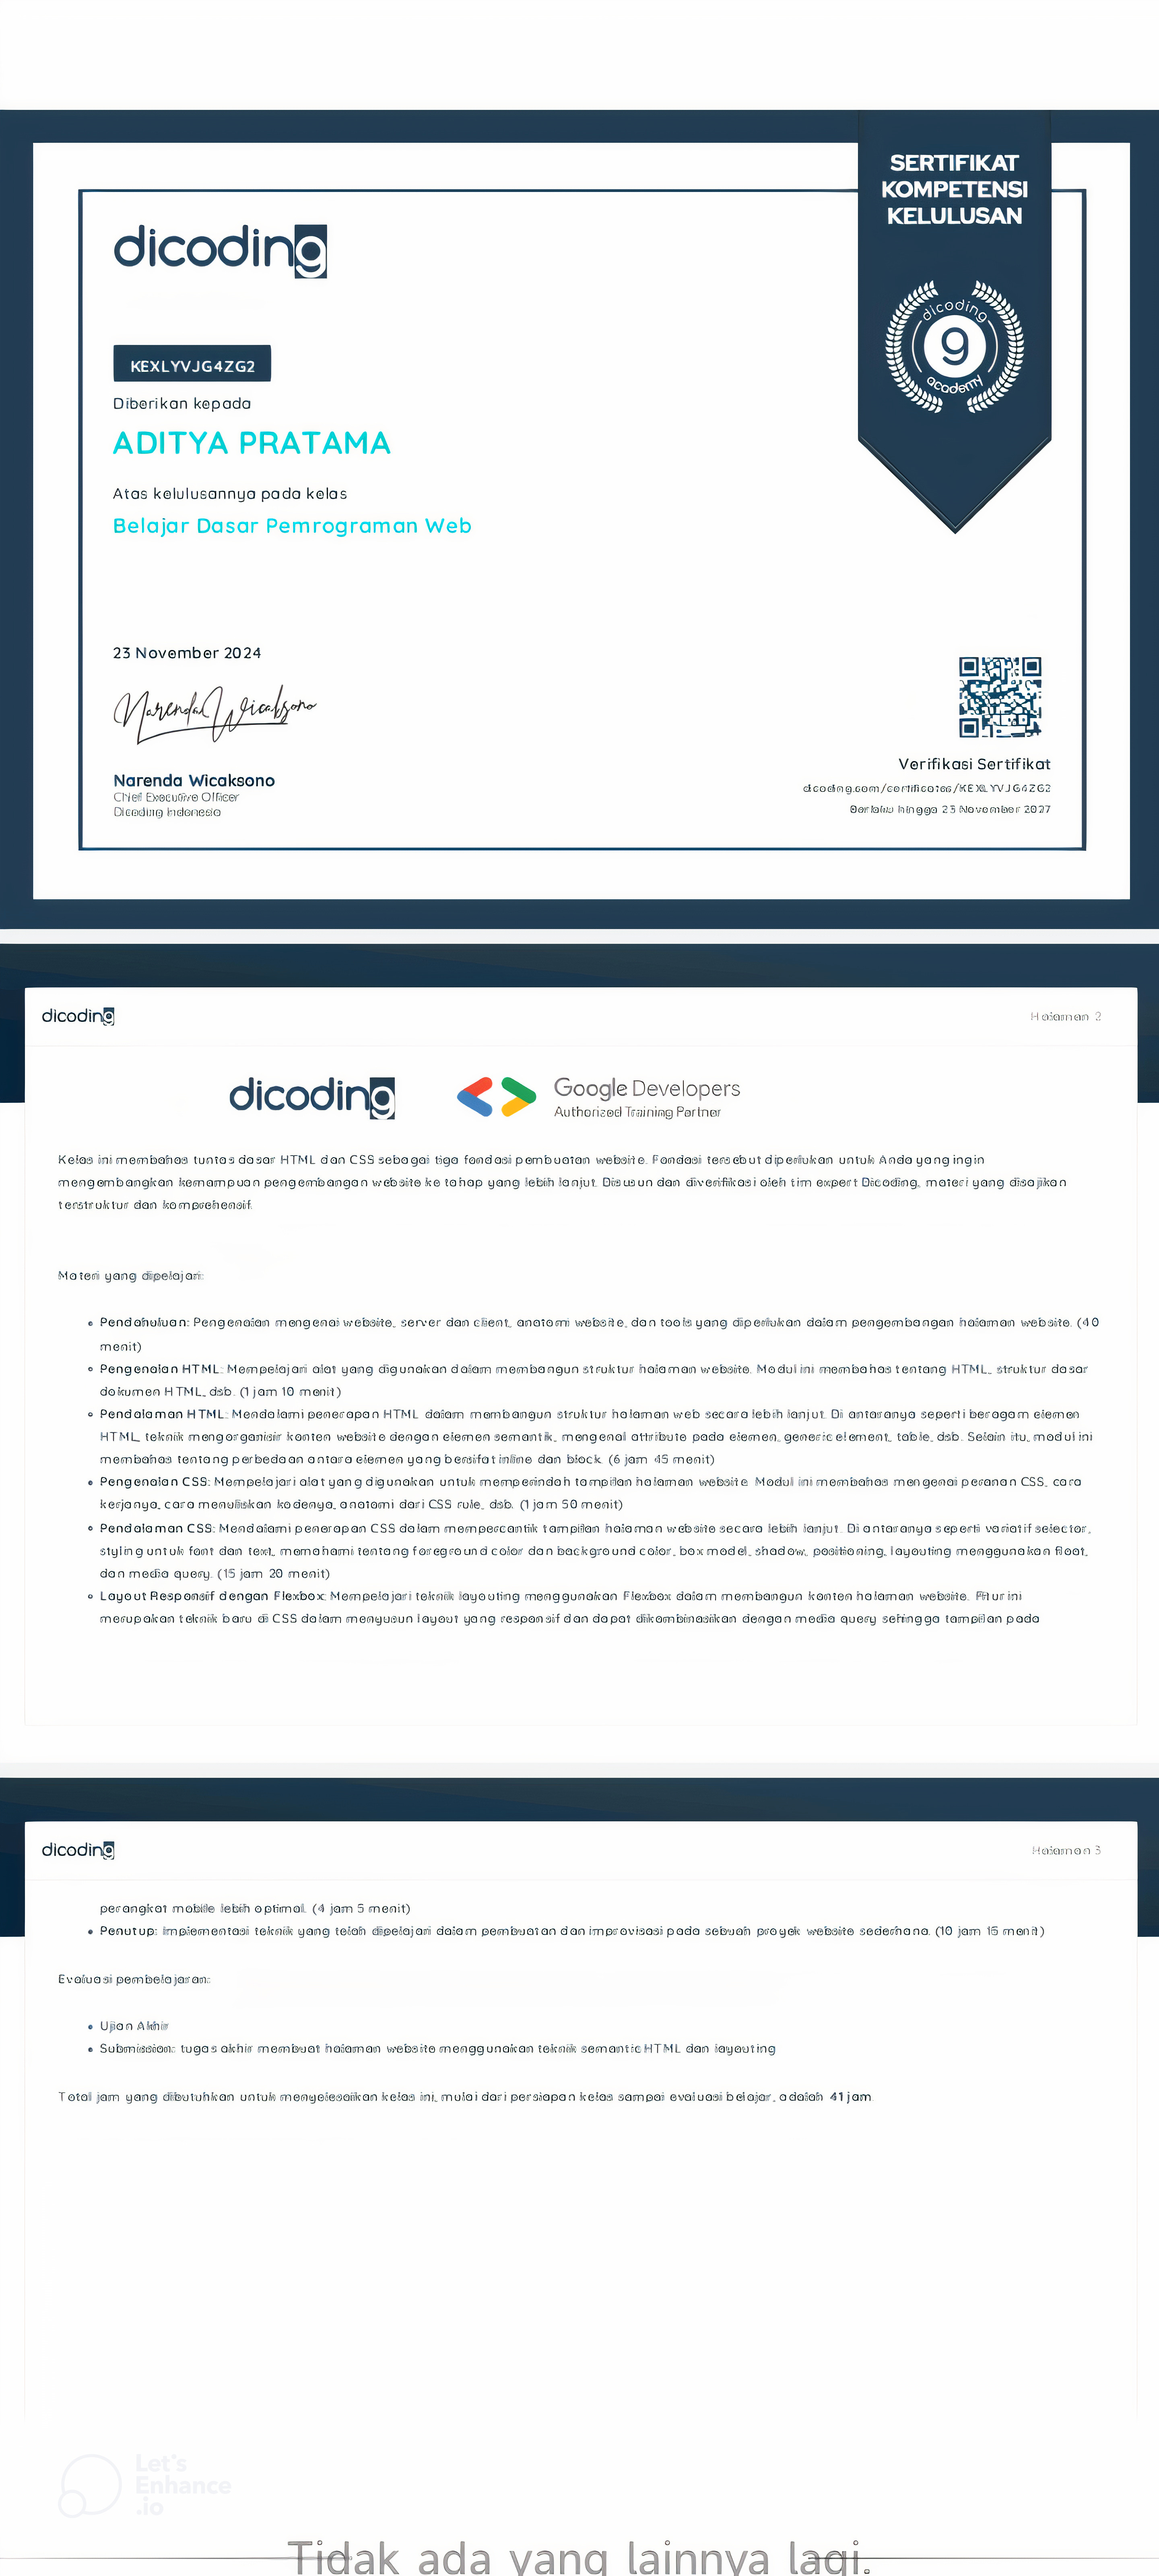 SERTIFIKAT
KOMPETENSI
KELULUSAN
dicoding
dicoding
9
academy
KEXLYVJG4ZG2
Diberikan kepada
ADITYA PRATAMA
Atas kelulusannya pada kelas
Belajar Dasar Pemrograman Web
23 November 2024
Narenda Wicaksono
Narenda Wicaksono
Chief Executive Officer
Dicoding Indonesia
Verifikasi Sertifikat
dicoding.com/certificates/KEXLYVJG4ZG2
Berlaku hingga 23 November 2027
dicoding
Halaman 2
dicoding
Google Developers
Authorized Training Partner
Kelas ini membahas tuntas dasar HTML dan CSS sebagai tiga fondasi pembuatan website. Fondasi tersebut diperlukan untuk Anda yang ingin
mengembangkan kemampuan pengembangan website ke tahap yang lebih lanjut. Disusun dan diverifikasi oleh tim expert Dicoding, materi yang disajikan
terstruktur dan komprehensif.
Materi yang dipelajari:
• Pendahuluan: Pengenalan mengenai website, server dan client, anatomi website, dan tools yang diperlukan dalam pengembangan halaman website. (40
menit)
• Pengenalan HTML: Mempelajari alat yang digunakan dalam membangun struktur halaman website. Modul ini membahas tentang HTML, struktur dasar
dokumen HTML, dsb. (1 jam 10 menit)
• Pendalaman HTML: Mendalami penerapan HTML dalam membangun struktur halaman web secara lebih lanjut. Di antaranya seperti beragam elemen
HTML, teknik mengorganisir konten website dengan elemen semantik, mengenal attribute pada elemen, generic element, table, dsb. Selain itu, modul ini
membahas tentang perbedaan antara elemen yang bersifat inline dan block. (6 jam 45 menit)
• Pengenalan CSS: Mempelajari alat yang digunakan untuk memperindah tampilan halaman website. Modul ini membahas mengenai peranan CSS, cara
kerjanya, cara menuliskan kodenya, anatomi dari CSS rule, dsb. (1 jam 50 menit)
• Pendalaman CSS: Mendalami penerapan CSS dalam mempercantik tampilan halaman website secara lebih lanjut. Di antaranya seperti variatif selector,
styling untuk font dan text, memahami tentang foreground color dan background color, box model, shadow, positioning, layouting menggunakan float,
dan media query. (15 jam 20 menit)
• Layout Responsif dengan Flexbox: Mempelajari teknik layouting menggunakan Flexbox dalam membangun konten halaman website. Fitur ini
merupakan teknik baru di CSS dalam menyusun layout yang responsif dan dapat dikombinasikan dengan media query sehingga tampilan pada
dicoding
Halaman 3
perangkat mobile lebih optimal. (4 jam 5 menit)
• Penutup: Implementasi teknik yang telah dipelajari dalam pembuatan dan improvisasi pada sebuah proyek website sederhana. (10 jam 15 menit)
Evaluasi pembelajaran:
• Ujian Akhir
• Submission: tugas akhir membuat halaman website menggunakan teknik semantic HTML dan layouting
Total jam yang dibutuhkan untuk menyelesaikan kelas ini, mulai dari persiapan kelas sampai evaluasi belajar, adalah 41 jam.
Let's
Enhance
.io
Tidak ada yang lainnya lagi.